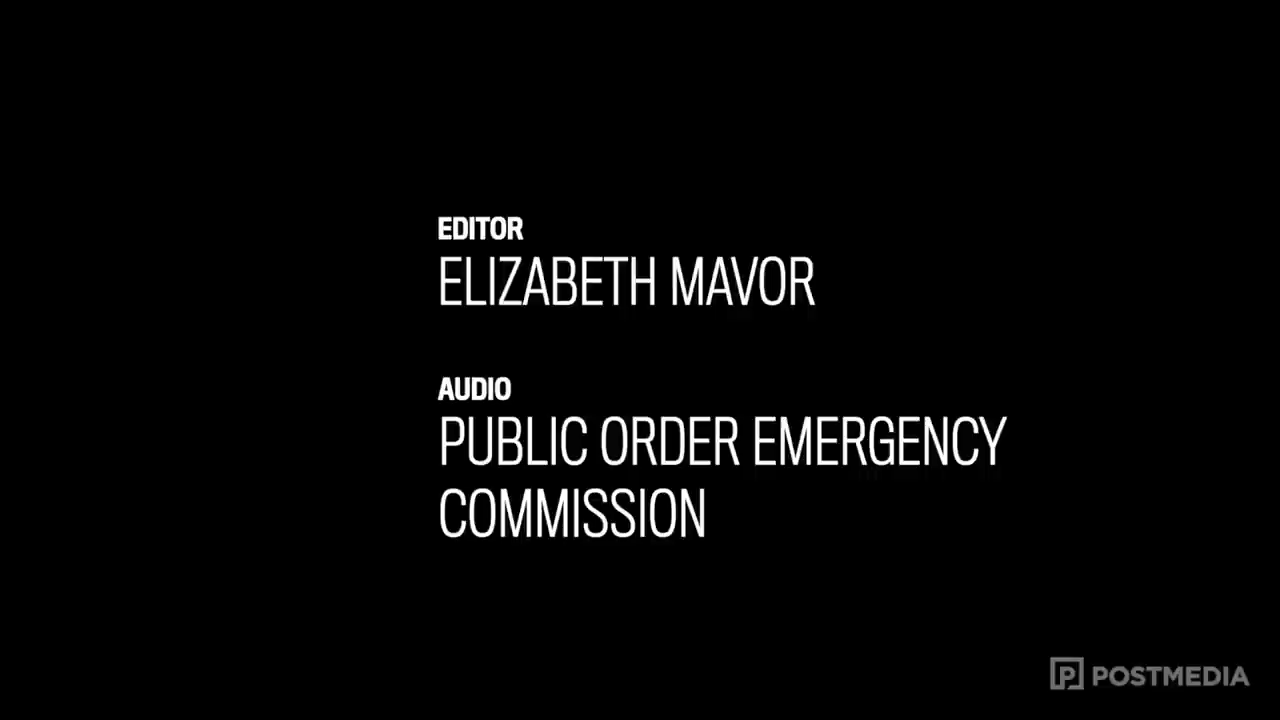 EDITOR
ELIZABETH MAVOR
AUDIO
PUBLIC ORDER EMERGENCY
COMMISSION
POSTMEDIA